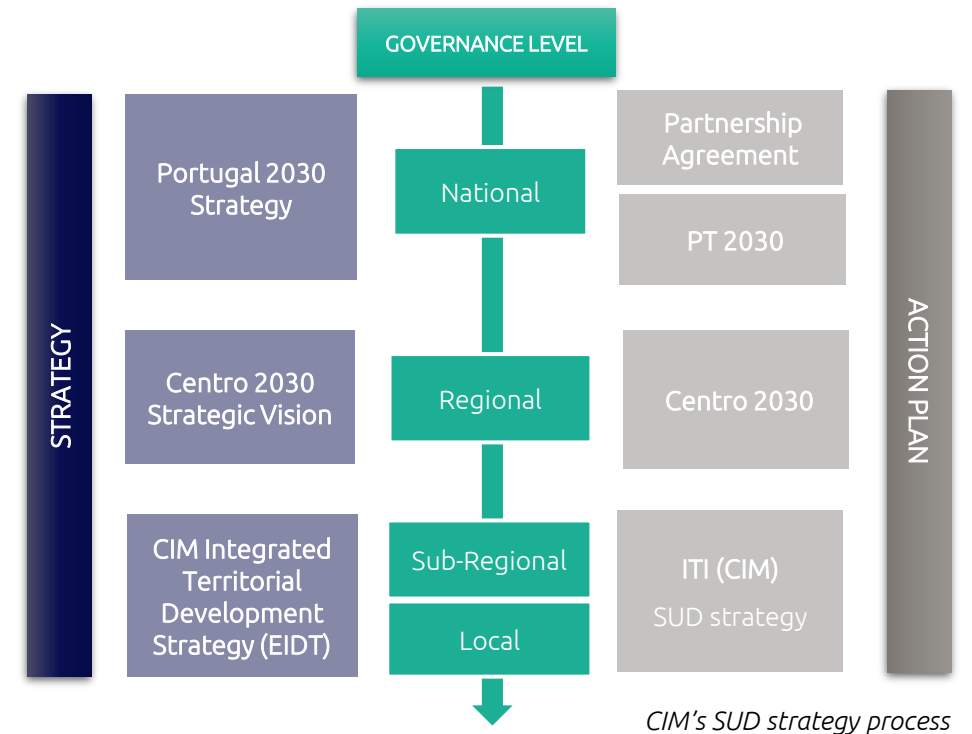 GOVERNANCE LEVEL
STRATEGY
Portugal 2030
Strategy
National
Partnership
Agreement
PT 2030
ACTION PLAN
Centro 2030
Strategic Vision
Regional
Centro 2030
CIM Integrated
Territorial
Development
Strategy (EIDT)
Sub-Regional
Local
ITI (CIM)
SUD strategy
CIM's SUD strategy process